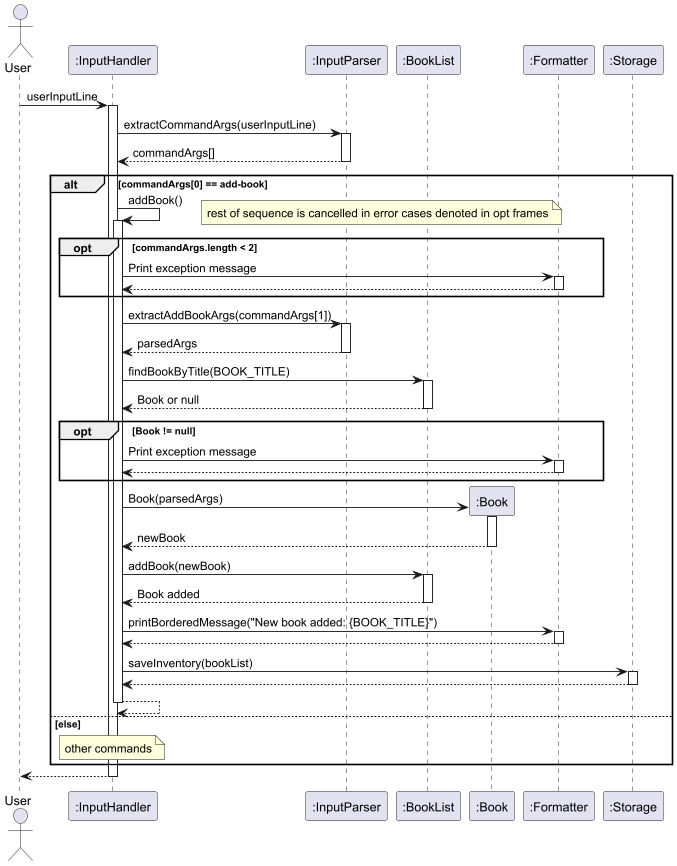 User
:InputHandler
:InputParser
:BookList
:Formatter
:Storage
userInputLine
extractCommandArgs(userInputLine)
commandArgs[]
alt
[commandArgs[0] == add-book]
addBook()
rest of sequence is cancelled in error cases denoted in opt frames
opt
[commandArgs.length < 2]
Print exception message
extractAddBookArgs(commandArgs[1])
parsedArgs
findBookByTitle(BOOK_TITLE)
Book or null
opt
[Book != null]
Print exception message
Book(parsedArgs)
:Book
newBook
addBook(newBook)
Book added
printBorderedMessage("New book added: {BOOK_TITLE}")
saveInventory(bookList)
[else]
other commands
User
:InputHandler
:InputParser
:BookList
:Book
:Formatter
:Storage